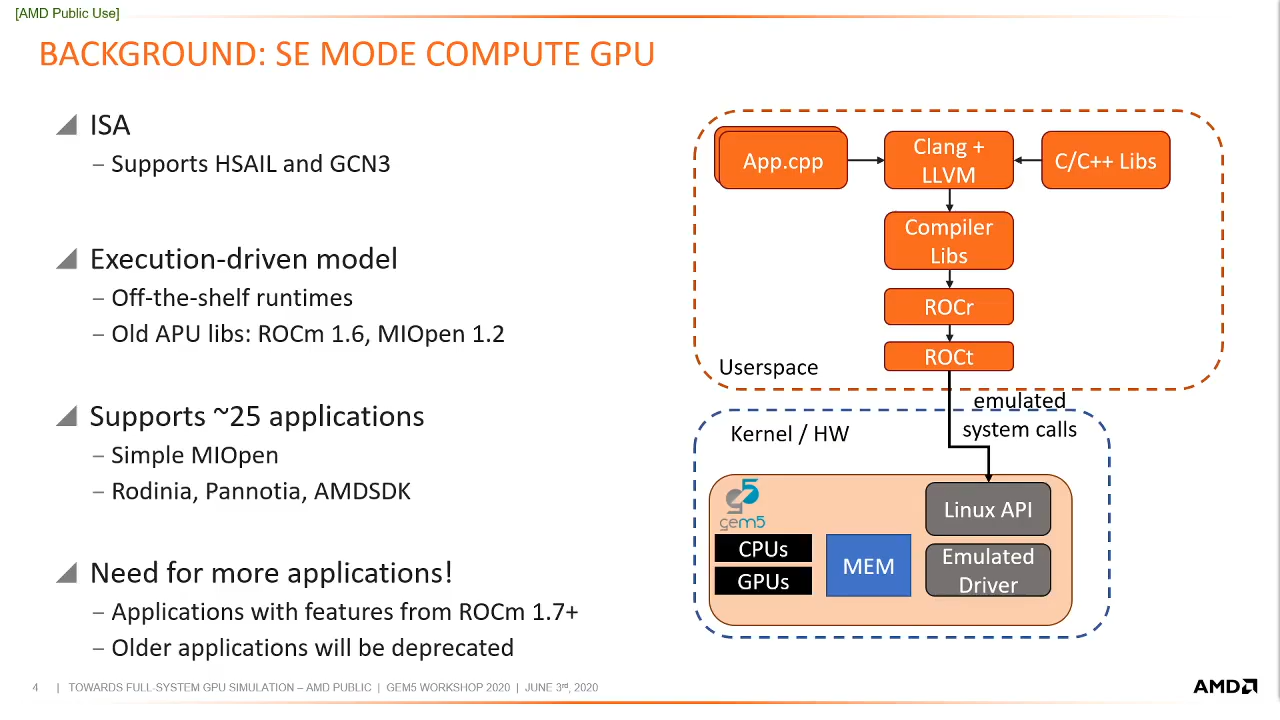 [AMD Public Use]
BACKGROUND: SE MODE COMPUTE GPU
ISA
– Supports HSAIL and GCN3
Execution-driven model
– Off-the-shelf runtimes
– Old APU libs: ROCm 1.6, MIOpen 1.2
Supports ~25 applications
– Simple MIOpen
– Rodinia, Pannotia, AMDSDK
Need for more applications!
– Applications with features from ROCm 1.7+
– Older applications will be deprecated
App.cpp
Clang +
LLVM
C/C++ Libs
Compiler
Libs
ROCr
ROCt
Userspace
emulated
system calls
Kernel / HW
gem5
CPUs
GPUs
MEM
Linux API
Emulated
Driver
4 | TOWARDS FULL-SYSTEM GPU SIMULATION – AMD PUBLIC | GEM5 WORKSHOP 2020 | JUNE 3rd, 2020
AMD